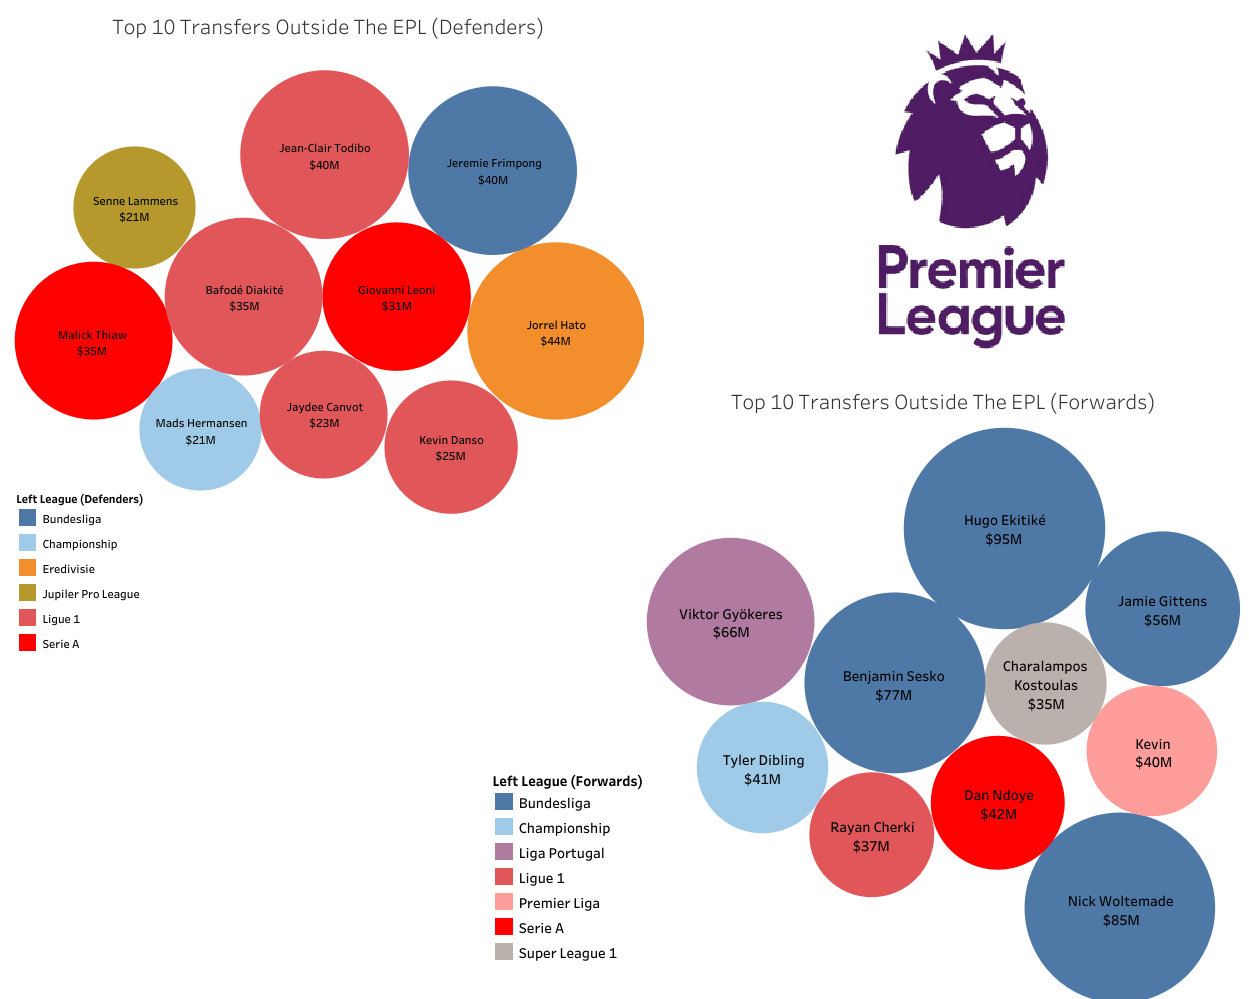 Top 10 Transfers Outside The EPL (Defenders)
Jean-Clair Todibo
$40M
Jeremie Frimpong
$40M
Senne Lammens
$21M
Bafodé Diakité
$35M
Giovanni Leoni
$31M
Jorrel Hato
$44M
Malick Thiaw
$35M
Mads Hermansen
$21M
Jaydee Canvot
$23M
Kevin Danso
$25M
Left League (Defenders)
Bundesliga
Championship
Eredivisie
Jupiler Pro League
Ligue 1
Serie A
Premier
League
Top 10 Transfers Outside The EPL (Forwards)
Hugo Ekitiké
$95M
Jamie Gittens
$56M
Viktor Gyökeres
$66M
Benjamin Sesko
$77M
Charalampos
Kostoulas
$35M
Kevin
$40M
Tyler Dibling
$41M
Dan Ndoye
$42M
Rayan Cherki
$37M
Nick Woltemade
$85M
Left League (Forwards)
Bundesliga
Championship
Liga Portugal
Ligue 1
Premier Liga
Serie A
Super League 1